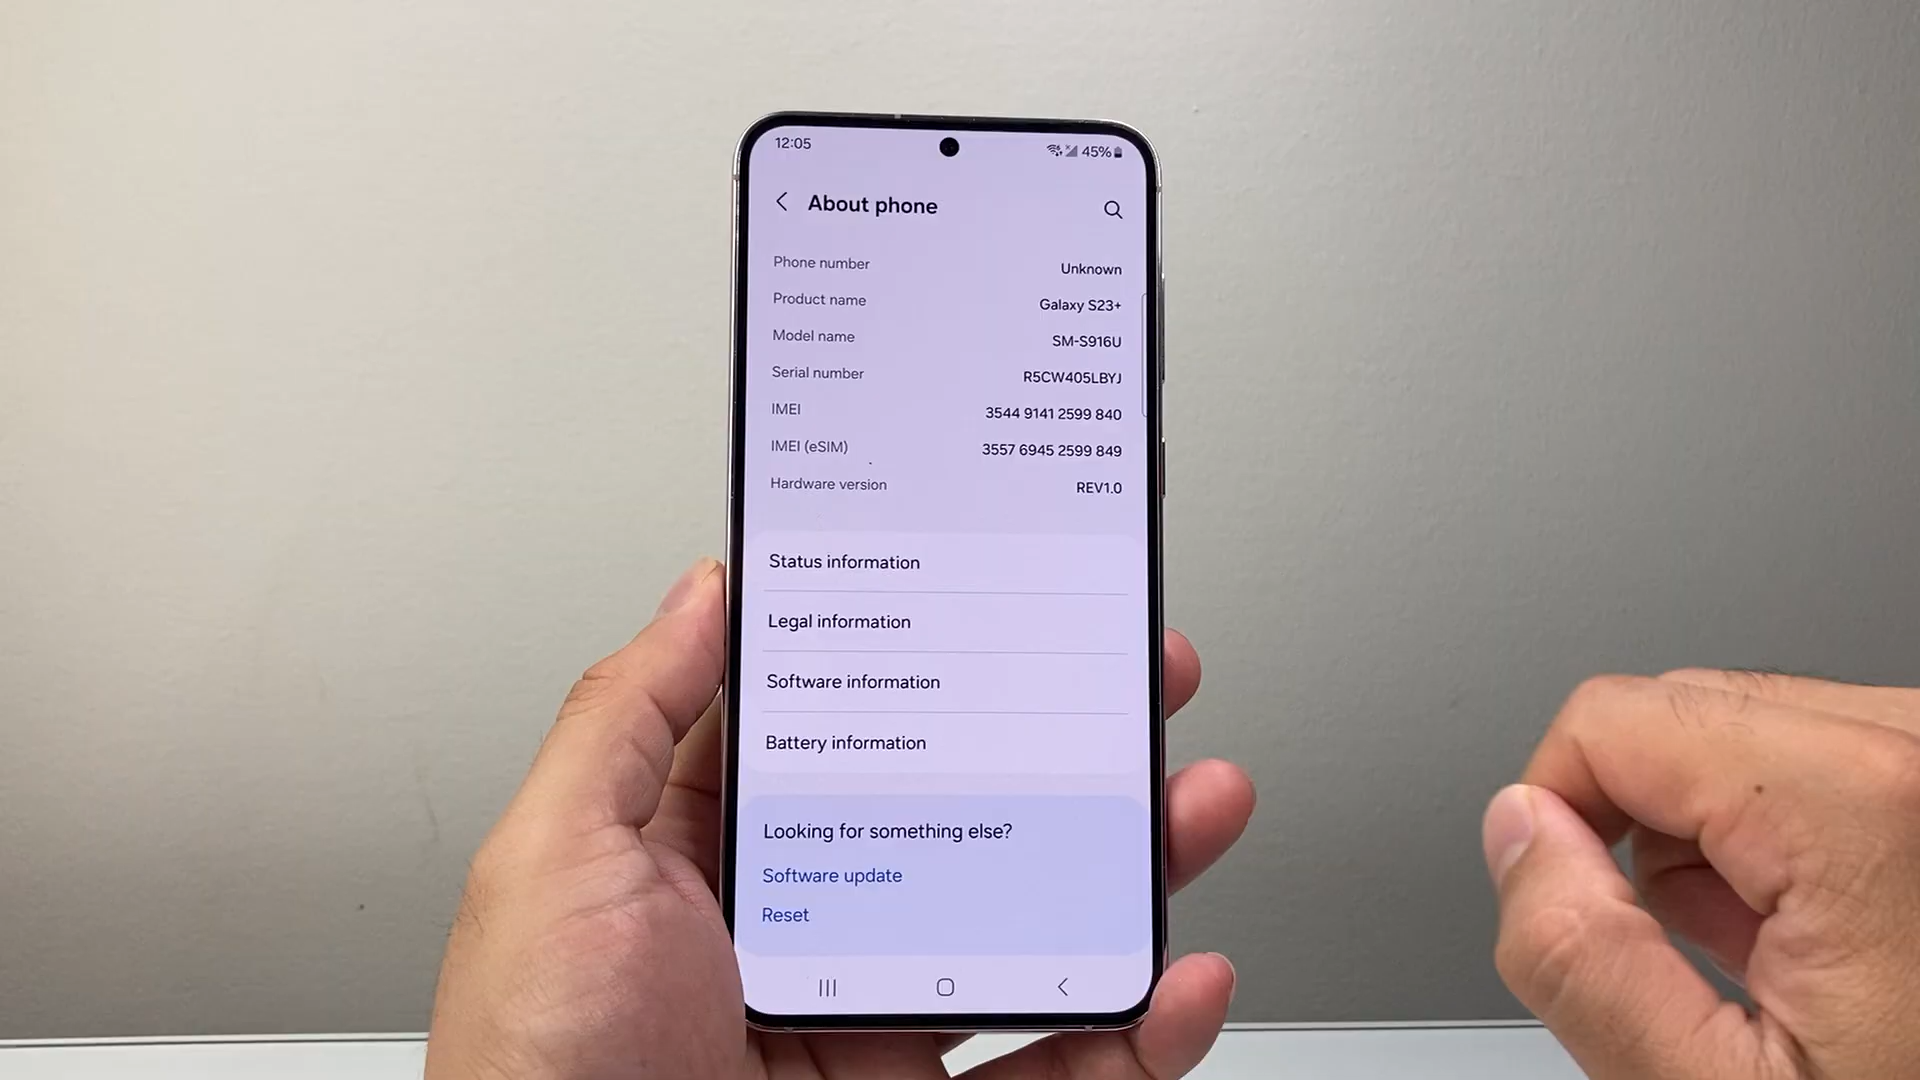 12:05
45%
About phone
Phone number Unknown
Product name Galaxy S23+
Model name SM-S916U
Serial number R5CW405LBYJ
IMEI 3544 9141 2599 840
IMEI (eSIM) 3557 6945 2599 849
Hardware version REV1.0
Status information
Legal information
Software information
Battery information
Looking for something else?
Software update
Reset